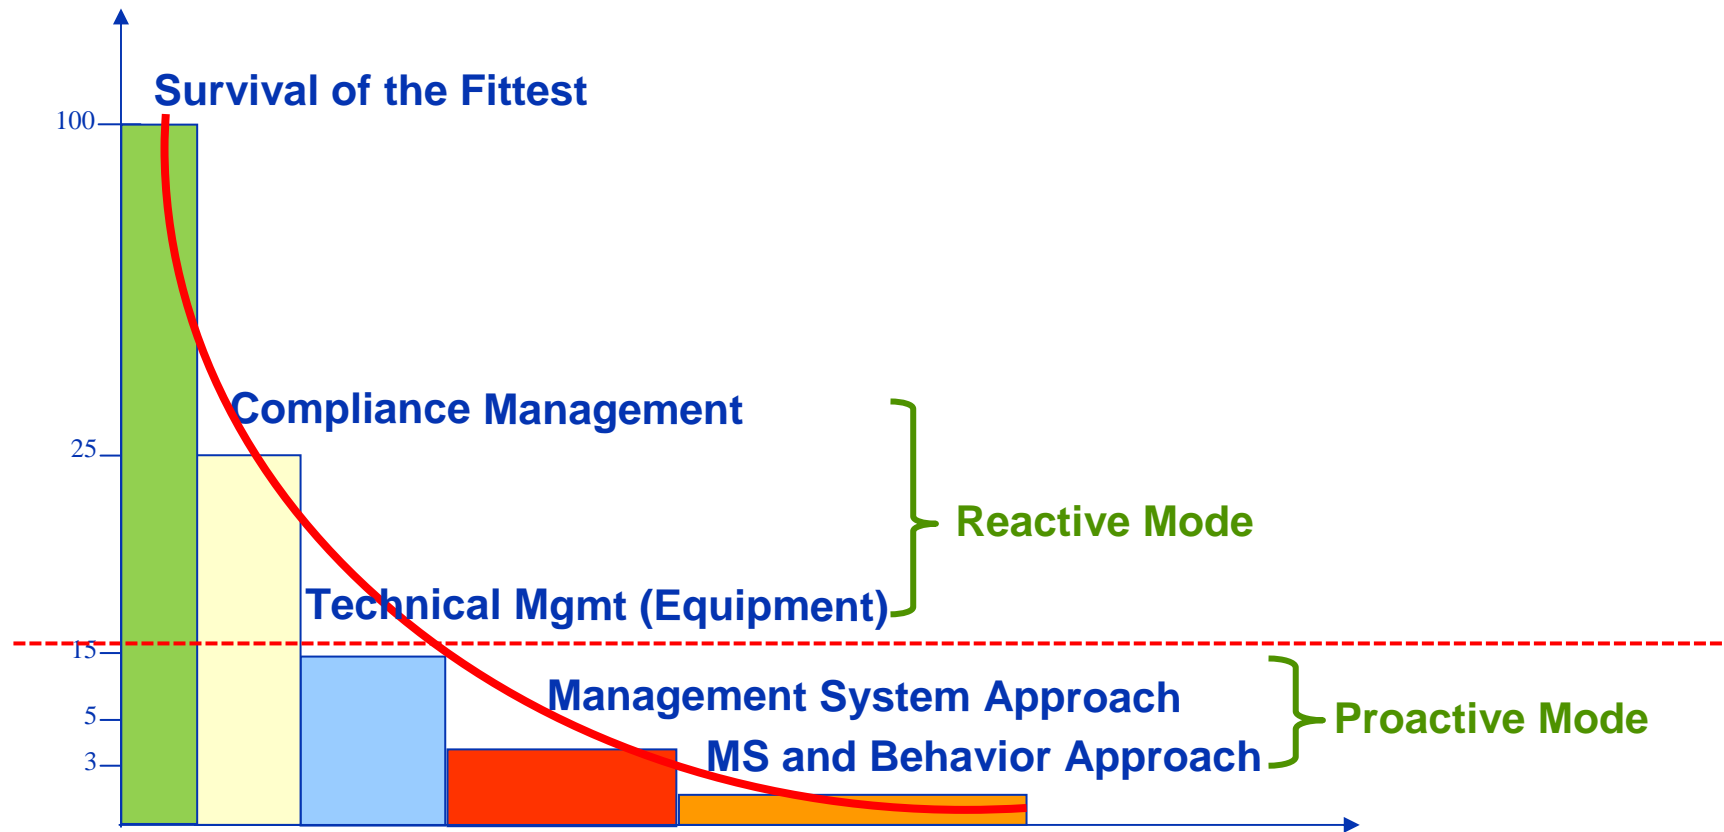 Survival of the Fittest
100
Compliance Management
25
Reactive Mode
Technical Mgmt (Equipment)
15
Management System Approach
5
Proactive Mode
MS and Behavior Approach
3